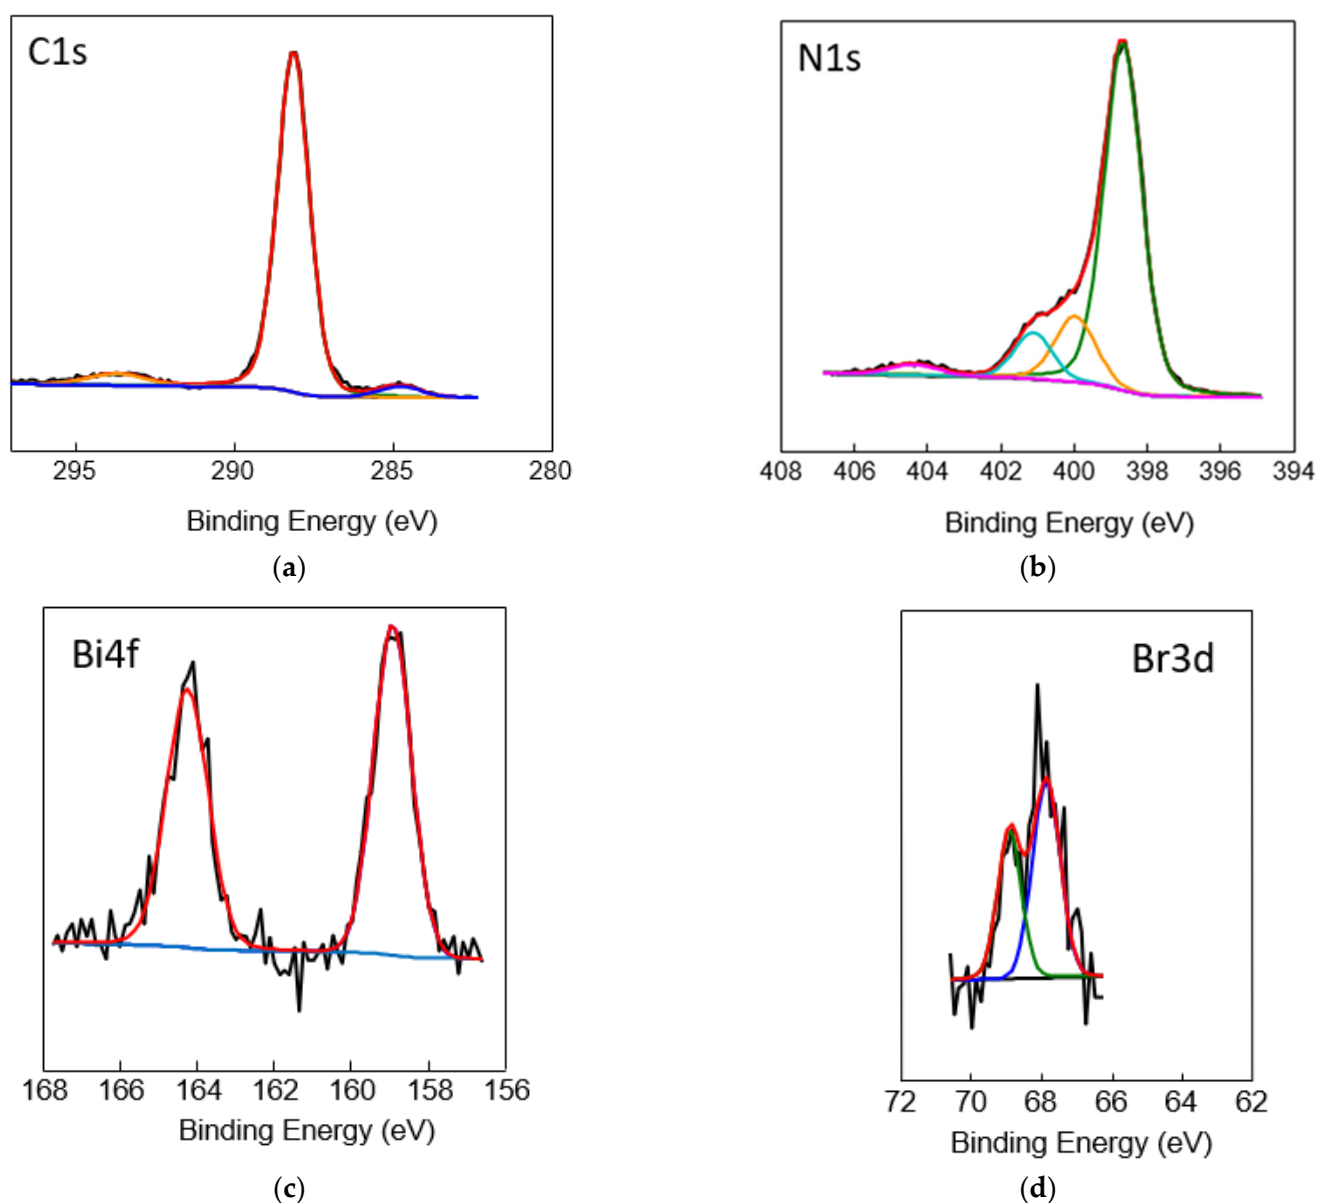 C1s
295 290 285 280
Binding Energy (eV)
(a)
N1s
408 406 404 402 400 398 396 394
Binding Energy (eV)
(b)
Bi4f
168 166 164 162 160 158 156
Binding Energy (eV)
(c)
Br3d
72 70 68 66 64 62
Binding Energy (eV)
(d)